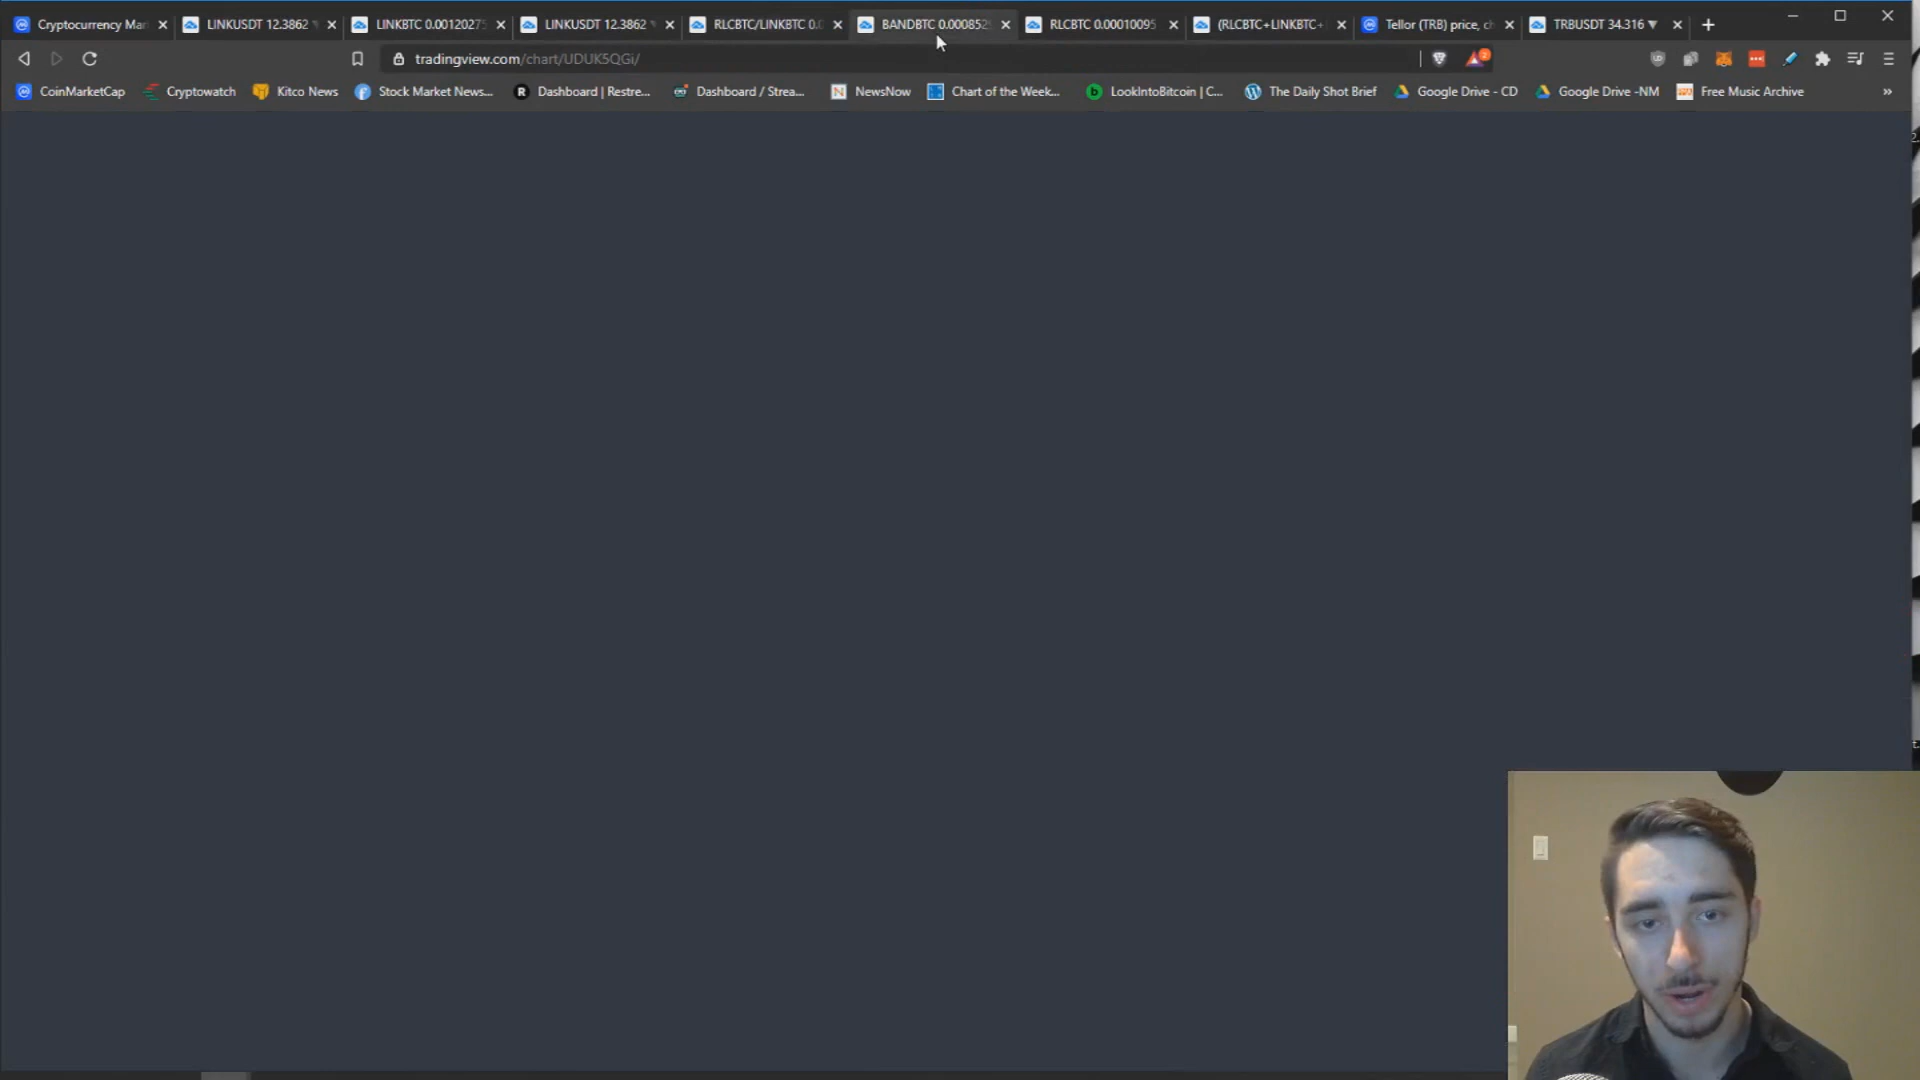 Cryptocurrency Mar
LINKUSDT 12.3862
LINKBTC 0.0012027
LINKUSDT 12.3862
RLCBTC/LINKBTC 0.
BANDBTC 0.000852
RLCBTC 0.00010095
(RLCBTC+LINKBTC+
Tellor (TRB) price, ch
TRBUSDT 34.316 ▼
tradingview.com/chart/UDUK5QGi/
2
CoinMarketCap
Cryptowatch
Kitco News
Stock Market News...
Dashboard | Restre...
Dashboard / Strea...
NewsNow
Chart of the Week...
LookIntoBitcoin | C...
The Daily Shot Brief
Google Drive - CD
Google Drive -NM
Free Music Archive
»